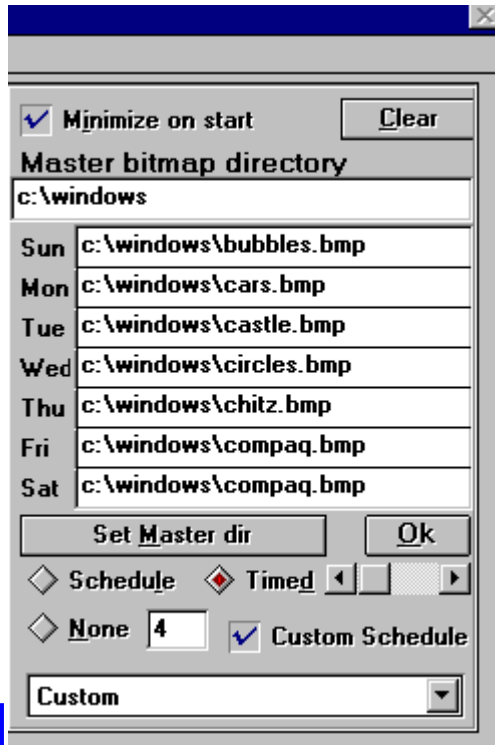 Minimize on start Clear
Master bitmap directory
c:\windows
Sun c:\windows\bubbles.bmp
Mon c:\windows\cars.bmp
Tue c:\windows\castle.bmp
Wed c:\windows\circles.bmp
Thu c:\windows\chitz.bmp
Fri c:\windows\compaq.bmp
Sat c:\windows\compaq.bmp
Set Master dir Ok
Schedule Timed
None 4 Custom Schedule
Custom